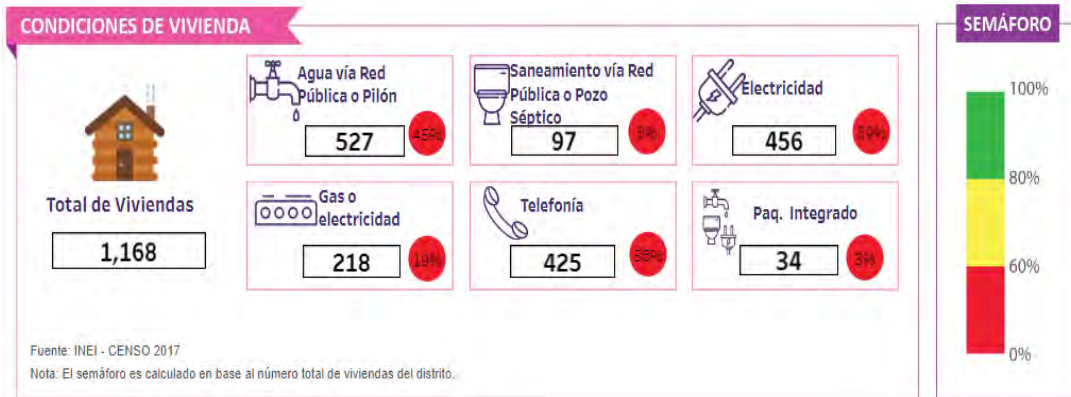 CONDICIONES DE VIVIENDA
SEMÁFORO
Agua vía Red
Pública o Pilón
527
45%
Saneamiento vía Red
Pública o Pozo
Séptico
97
8%
Electricidad
456
39%
Total de Viviendas
1,168
Gas o
electricidad
218
19%
Telefonía
425
Paq. Integrado
34
3%
100%
80%
60%
0%
Fuente: INEI - CENSO 2017
Nota: El semáforo es calculado en base al número total de viviendas del distrito.